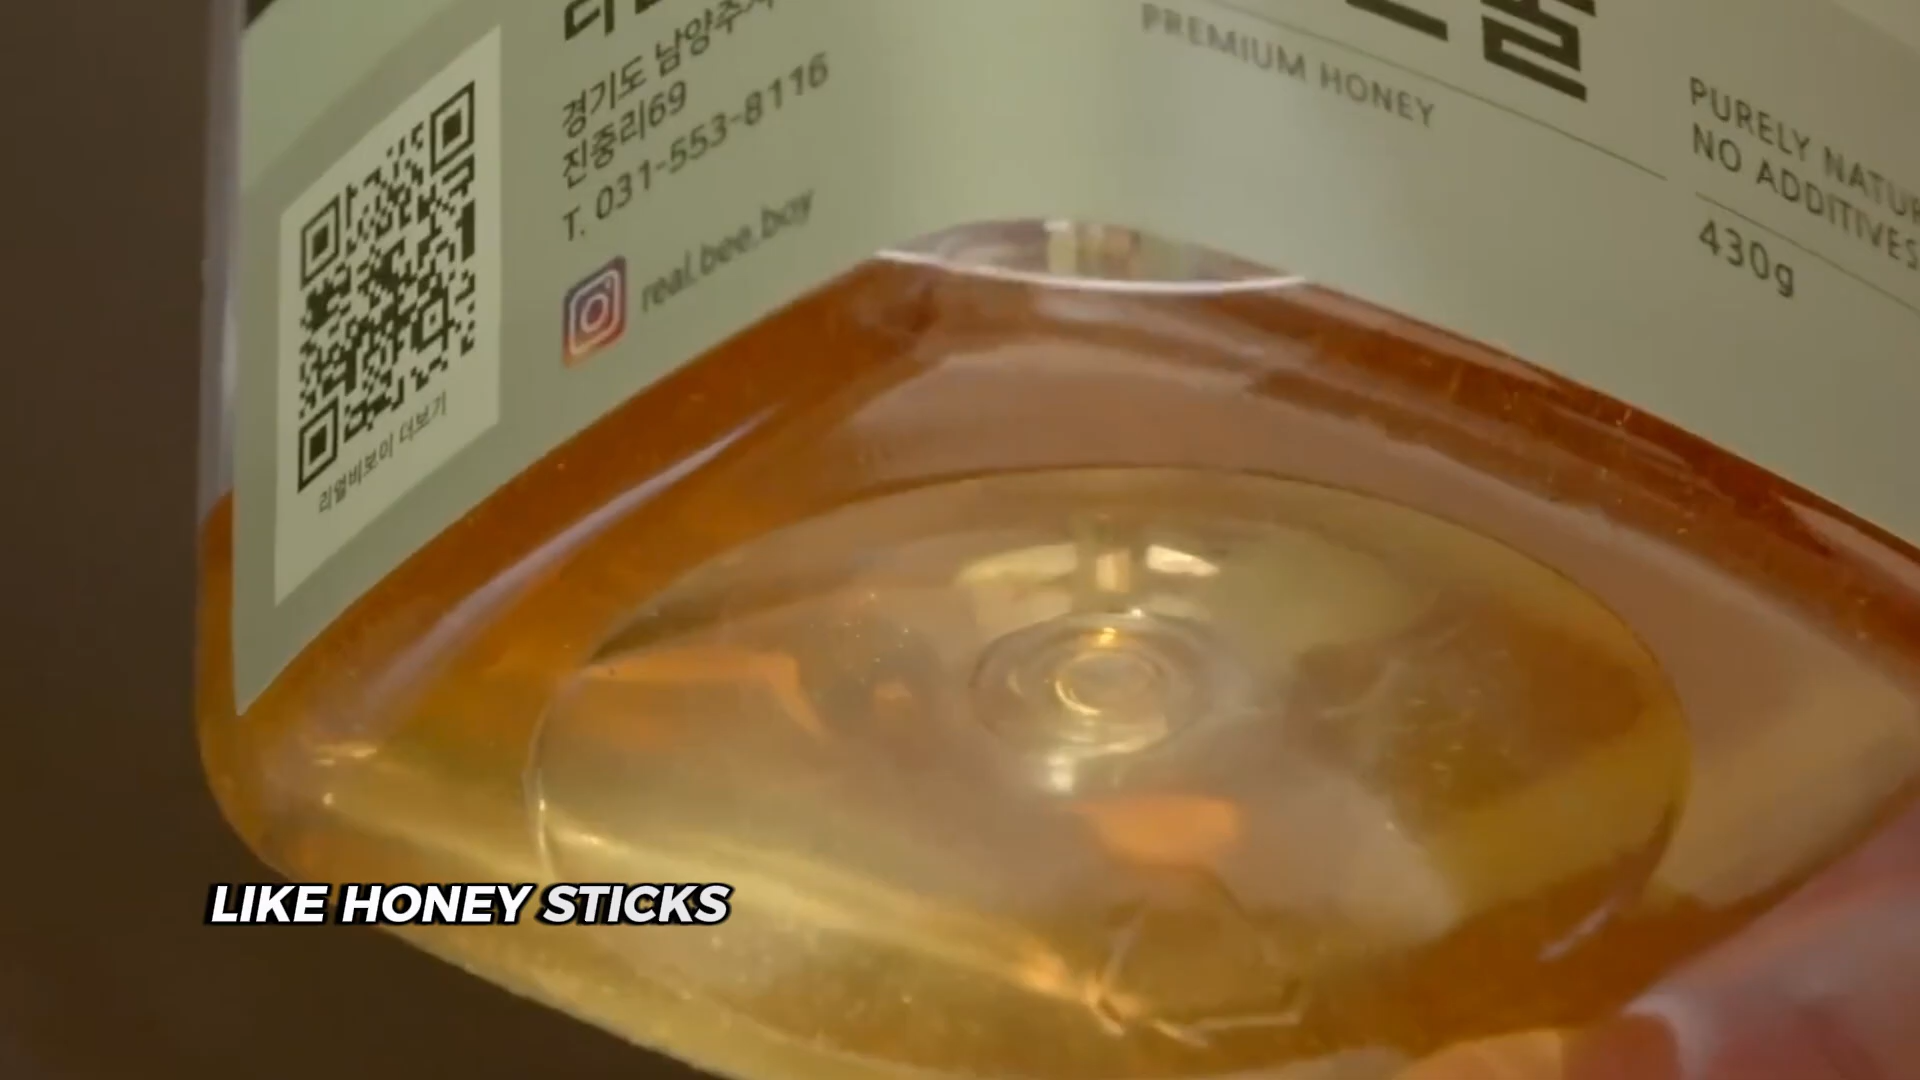 경기도 남양주시
진중리69
T. 031-553-8116
real.bee.boy
리얼비보이 더보기
PREMIUM HONEY
PURELY NATUR
NO ADDITIVES
430g
LIKE HONEY STICKS